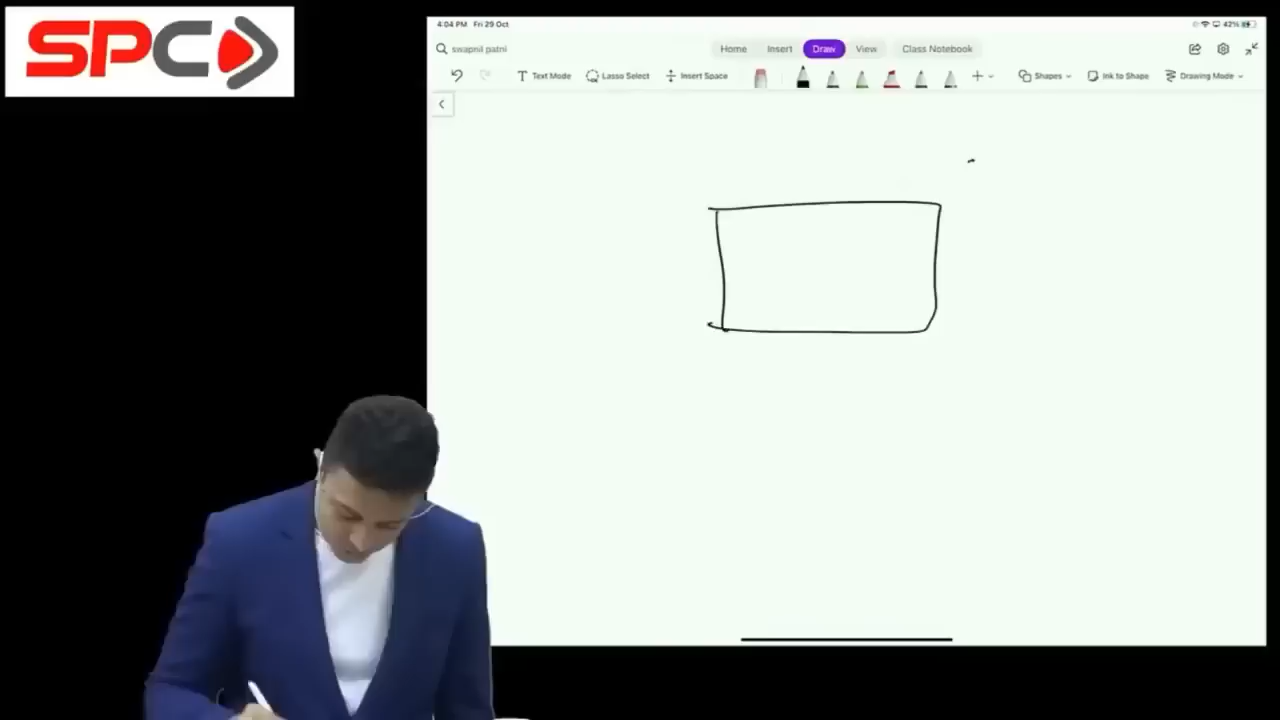 SPC
4:04 PM Fri 29 Oct
42%
swapnil patni
Home Insert Draw View Class Notebook
Text Mode Lasso Select Insert Space Shapes Ink to Shape Drawing Mode